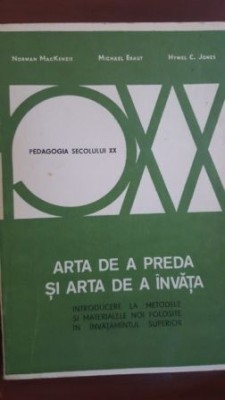 NORMAN MACKENZIE MICHAEL ERAUT HYWEL C. JONES
PEDAGOGIA SECOLULUI XX
XX
ARTA DE A PREDA
ȘI ARTA DE A ÎNVĂȚA
INTRODUCERE LA METODELE
ȘI MATERIALELE NOI FOLOSITE
ÎN ÎNVĂȚĂMÎNTUL SUPERIOR